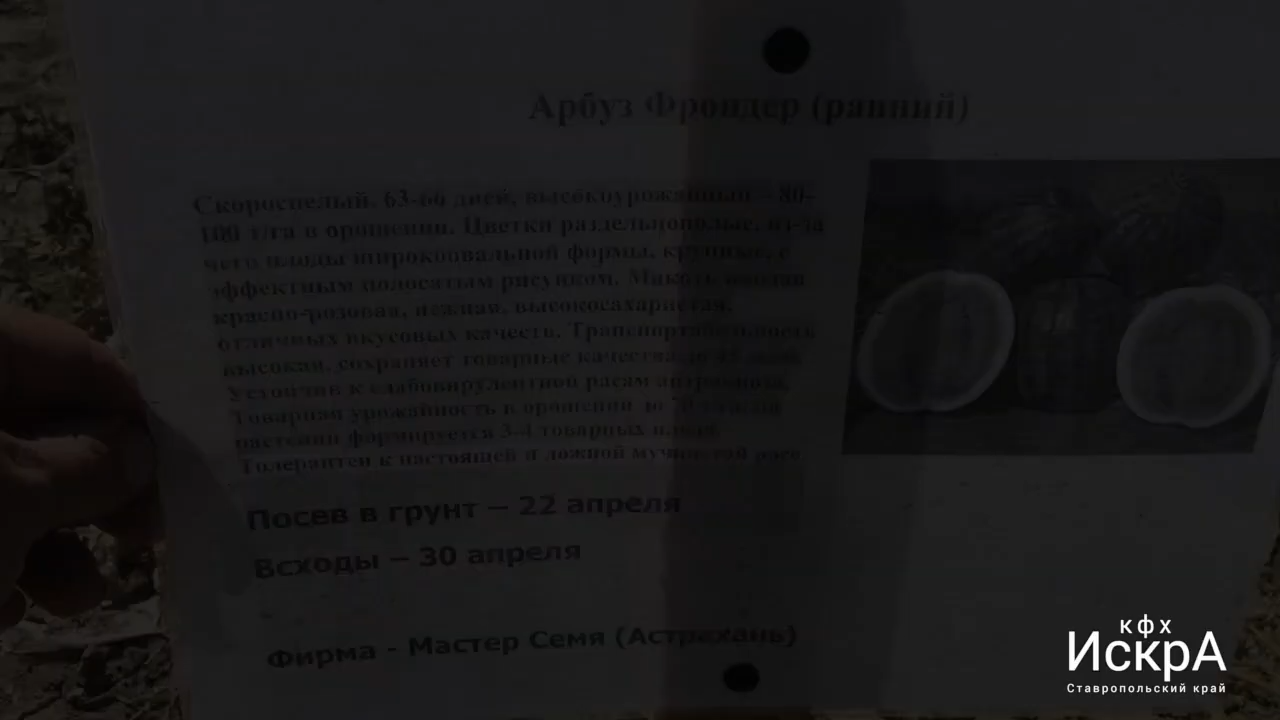 Арбуз Фрондер (ранний)
Скороспелый, 63-66 дней, высокоурожайный – 80-
100 т/га в орошении. Цветки раздельнополые, из-за
чего плоды широкоовальной формы, крупные, с
эффектным полосатым рисунком. Мякоть
красно-розовая, нежная, высокосахаристая,
отличных вкусовых качеств. Транспортабельность
высокая, сохраняет товарные качества до
Устойчив к слабовирулентной расам антракноза.
Товарная урожайность в орошении до 70
растении формируется 3-4 товарных плода.
Толерантен к настоящей и ложной мучнистой росе
Посев в грунт – 22 апреля
Всходы – 30 апреля
Фирма - Мастер Семя (Астрахань)
кфх
ИскрА
Ставропольский край